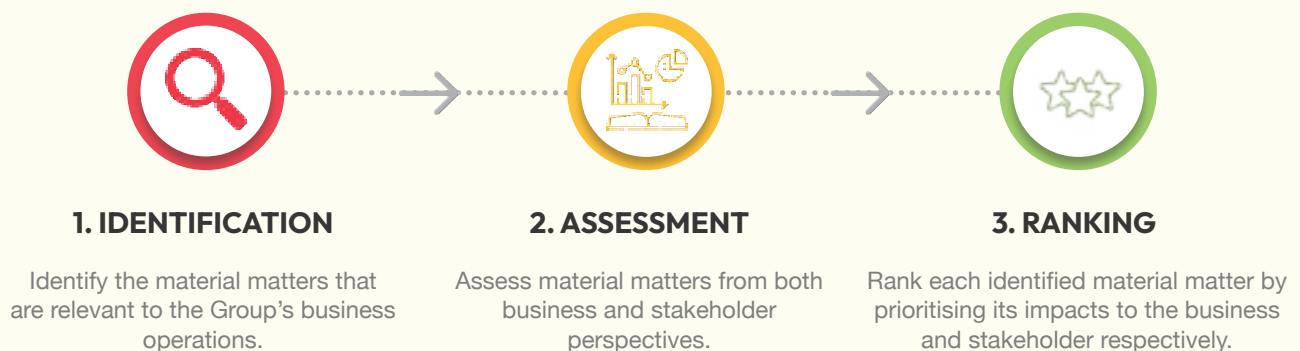 1. IDENTIFICATION
Identify the material matters that
are relevant to the Group's business
operations.
2. ASSESSMENT
Assess material matters from both
business and stakeholder
perspectives.
3. RANKING
Rank each identified material matter by
prioritising its impacts to the business
and stakeholder respectively.